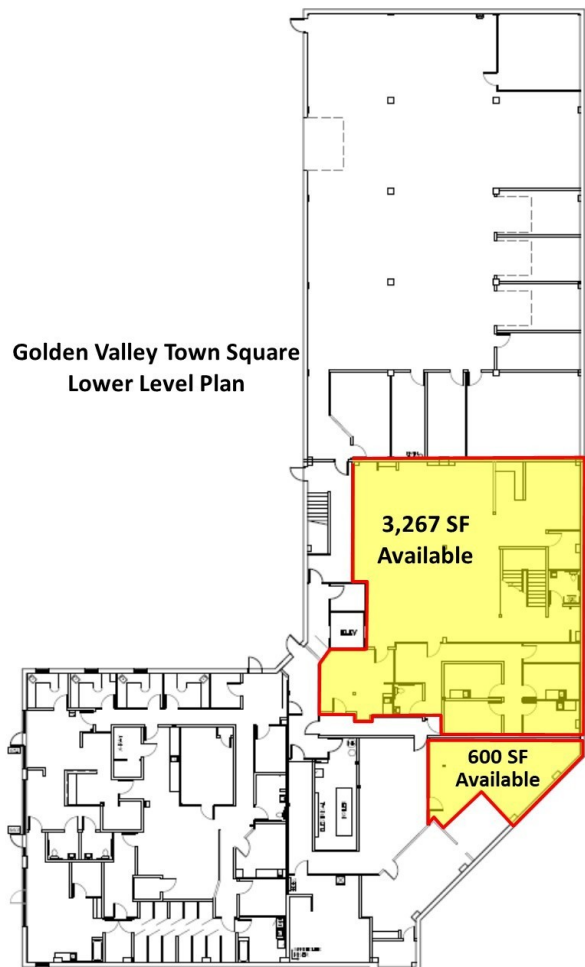 Golden Valley Town Square
Lower Level Plan
3,267 SF
Available
ELEV
600 SF
Available